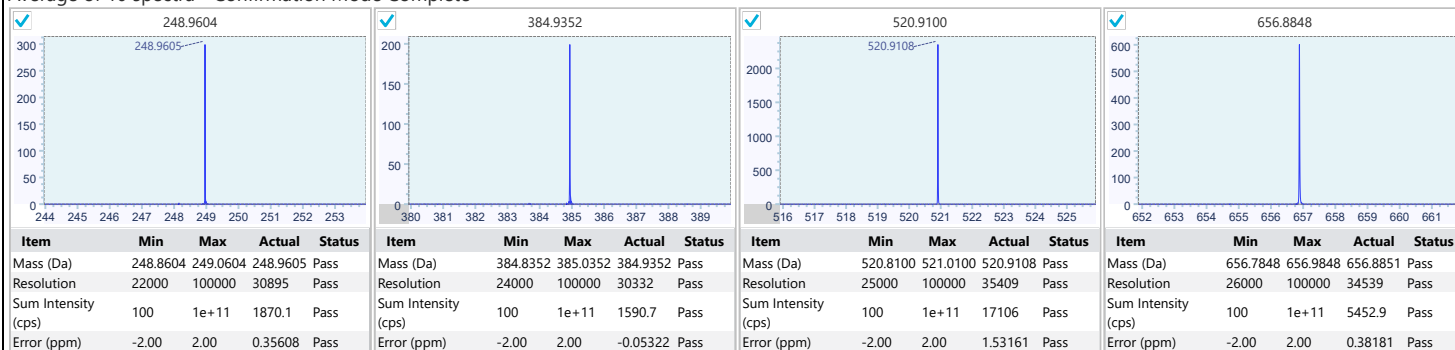 Average of 10 spectra - Confirmation Mode Complete
248.9604
384.9352
520.9100
656.8848
248.9605
520.9108
300
250
200
150
100
50
0
244 245 246 247 248 249 250 251 252 253
200
150
100
50
0
380 381 382 383 384 385 386 387 388 389
2000
1500
1000
500
0
516 517 518 519 520 521 522 523 524 525
600
500
400
300
200
100
0
652 653 654 655 656 657 658 659 660 661
Item Min Max Actual Status
Mass (Da) 248.8604 249.0604 248.9605 Pass
Resolution 22000 100000 30895 Pass
Sum Intensity (cps) 100 1e+11 1870.1 Pass
Error (ppm) -2.00 2.00 0.35608 Pass
Item Min Max Actual Status
Mass (Da) 384.8352 385.0352 384.9352 Pass
Resolution 24000 100000 30332 Pass
Sum Intensity (cps) 100 1e+11 1590.7 Pass
Error (ppm) -2.00 2.00 -0.05322 Pass
Item Min Max Actual Status
Mass (Da) 520.8100 521.0100 520.9108 Pass
Resolution 25000 100000 35409 Pass
Sum Intensity (cps) 100 1e+11 17106 Pass
Error (ppm) -2.00 2.00 1.53161 Pass
Item Min Max Actual Status
Mass (Da) 656.7848 656.9848 656.8851 Pass
Resolution 26000 100000 34539 Pass
Sum Intensity (cps) 100 1e+11 5452.9 Pass
Error (ppm) -2.00 2.00 0.38181 Pass